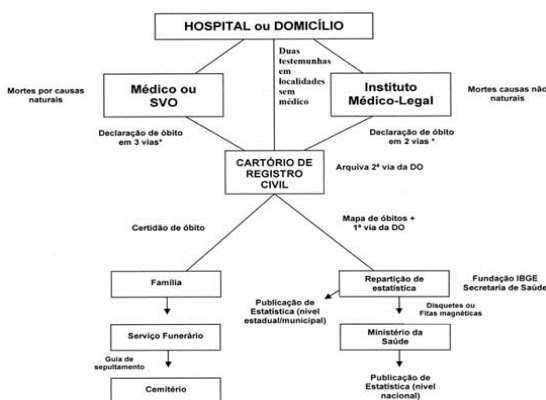 HOSPITAL ou DOMICÍLIO
Duas
testemunhas
em
localidades
sem
médico
Mortes por causas
naturais
Médico ou
SVO
Instituto
Médico-Legal
Mortes causas não
naturais
Declaração de óbito
em 3 vias*
Declaração de óbito
em 2 vias *
CARTÓRIO DE
REGISTRO
CIVIL
Arquiva 2ª via da DO
Certidão de óbito
Mapa de óbitos +
1ª via da DO
Família
Repartição de
estatística
Fundação IBGE
Secretaria de Saúde
Publicação de
Estatística (nível
estadual/municipal)
Disquetes ou
Fitas magnéticas
Serviço Funerário
Ministério da
Saúde
Guia de
sepultamento
Cemitério
Publicação de
Estatística (nível
nacional)